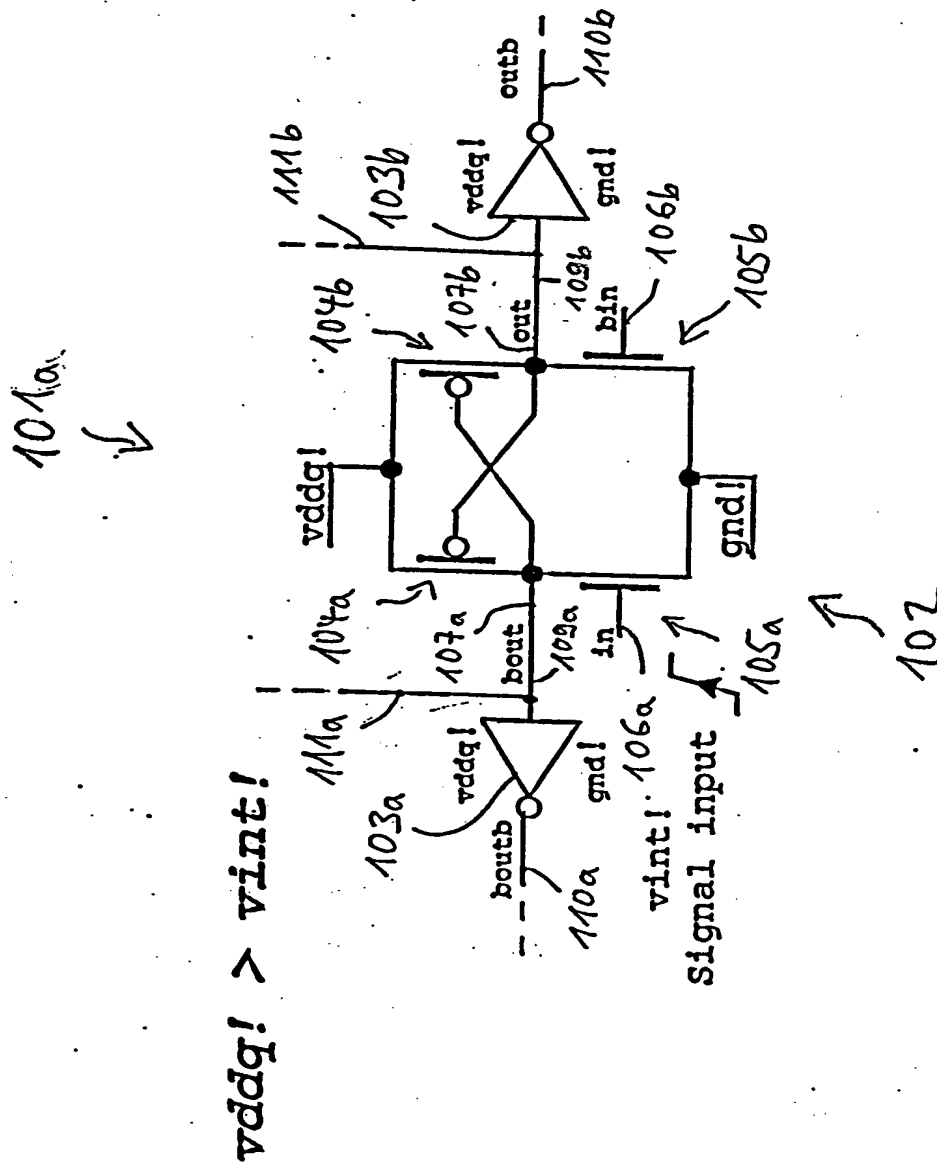 101a
vddq! > vint!
vddq!
111a
104a
104b
111b
103a
vddq!
107a
107b
103b
vddq!
boutb
bout
out
outb
110a
gnd!
109a
109b
gnd!
110b
in
bin
106a
106b
vint!
Signal input
105a
gnd!
105b
102